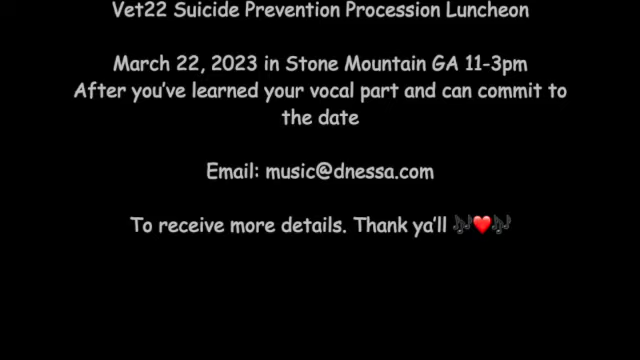 Vet22 Suicide Prevention Procession Luncheon
March 22, 2023 in Stone Mountain GA 11-3pm
After you've learned your vocal part and can commit to
the date
Email: music@dnessa.com
To receive more details. Thank ya'll 🎶❤️🎶